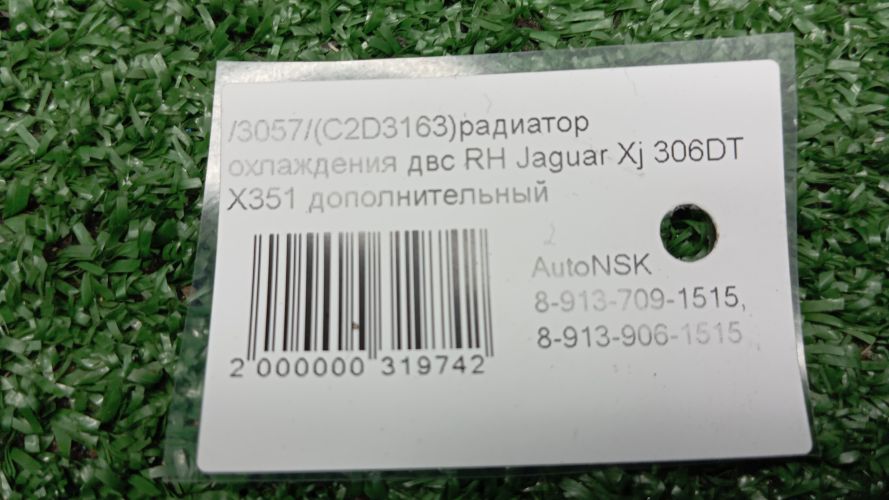 /3057/(C2D3163)радиатор
охлаждения двс RH Jaguar Xj 306DT
X351 дополнительный
AutoNSK
8-913-709-1515,
8-913-906-1515
2 000000 319742